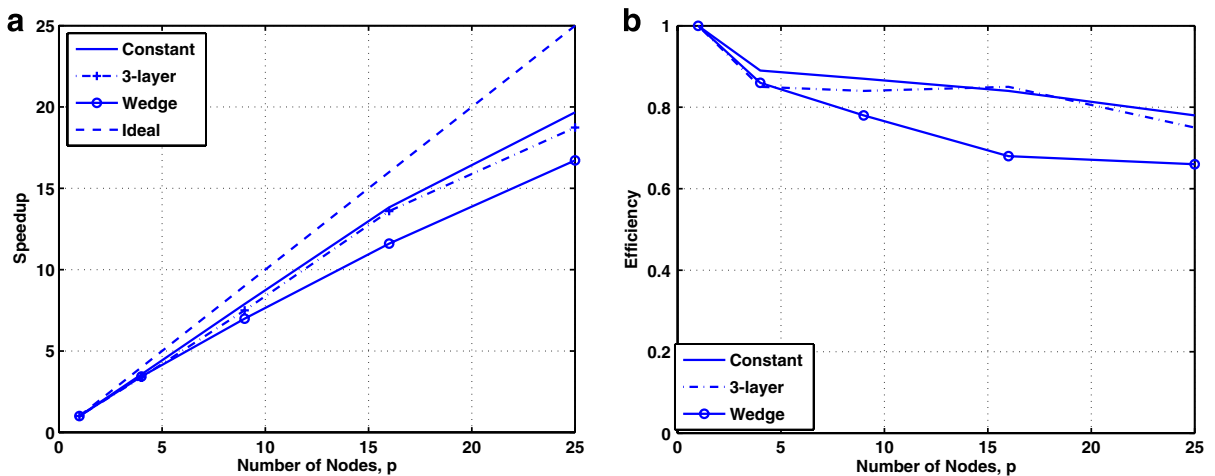 a
25
20
15
10
5
0
Speedup
Constant
3-layer
Wedge
Ideal
0 5 10 15 20 25
Number of Nodes, p
b
1
0.8
0.6
0.4
0.2
0
Efficiency
Constant
3-layer
Wedge
0 5 10 15 20 25
Number of Nodes, p